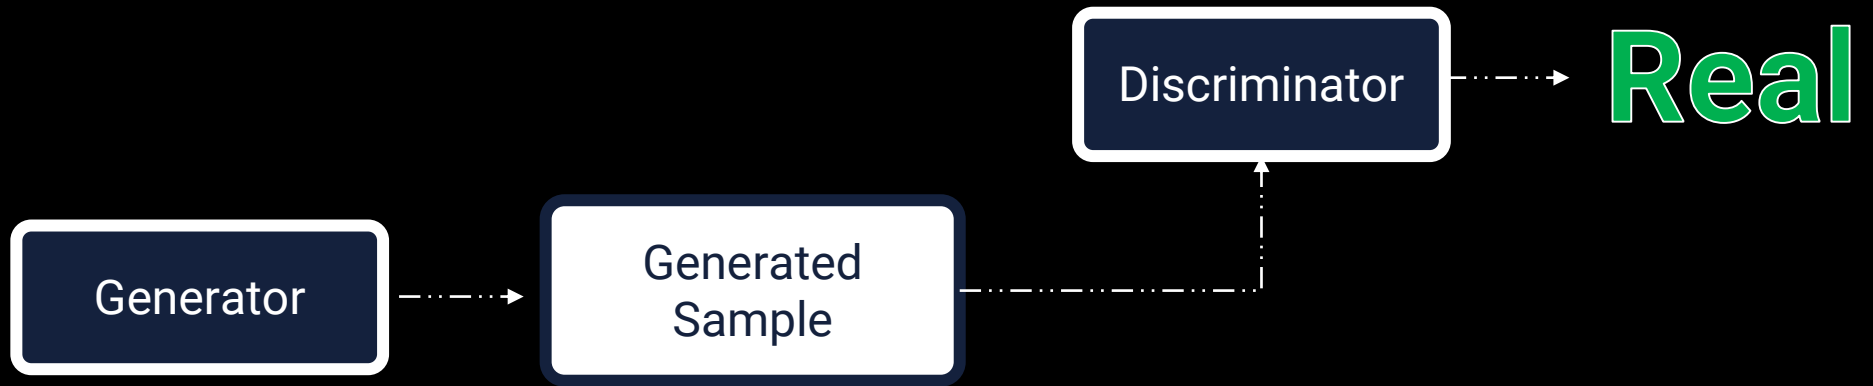 Generator
Generated
Sample
Discriminator
Real